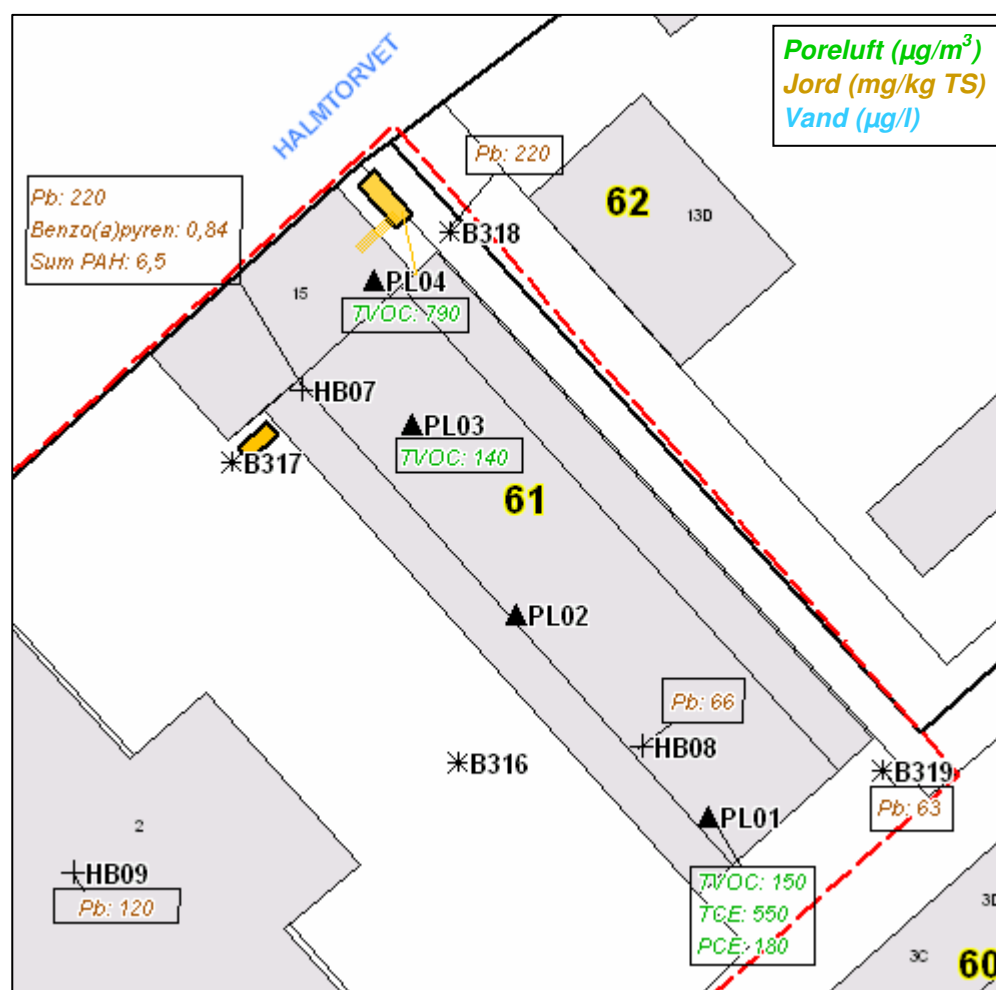 Poreluft (µg/m³)
Jord (mg/kg TS)
Vand (µg/l)
HALMTORVET
Pb: 220
Pb: 220
Benzo(a)pyren: 0,84
Sum PAH: 6,5
62
13D
B318
15
PL04
TVOC: 790
HB07
PL03
TVOC: 140
B317
61
PL02
Pb: 66
HB08
B316
B319
Pb: 63
PL01
2
HB09
Pb: 120
TVOC: 150
TCE: 550
PCE: 180
3C
60